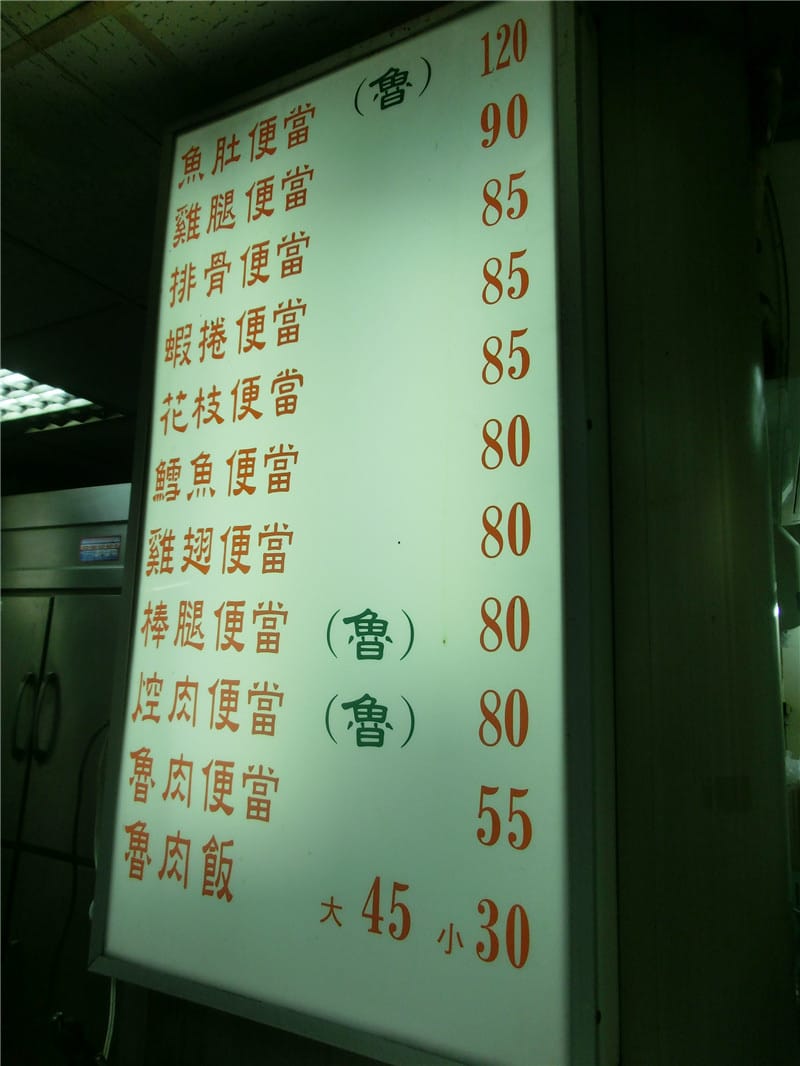 魚肚便當 (魯) 120
雞腿便當 90
排骨便當 85
蝦捲便當 85
花枝便當 85
鱈魚便當 80
雞翅便當 80
棒腿便當 (魯) 80
焢肉便當 (魯) 80
魯肉便當 55
魯肉飯 大 45 小 30